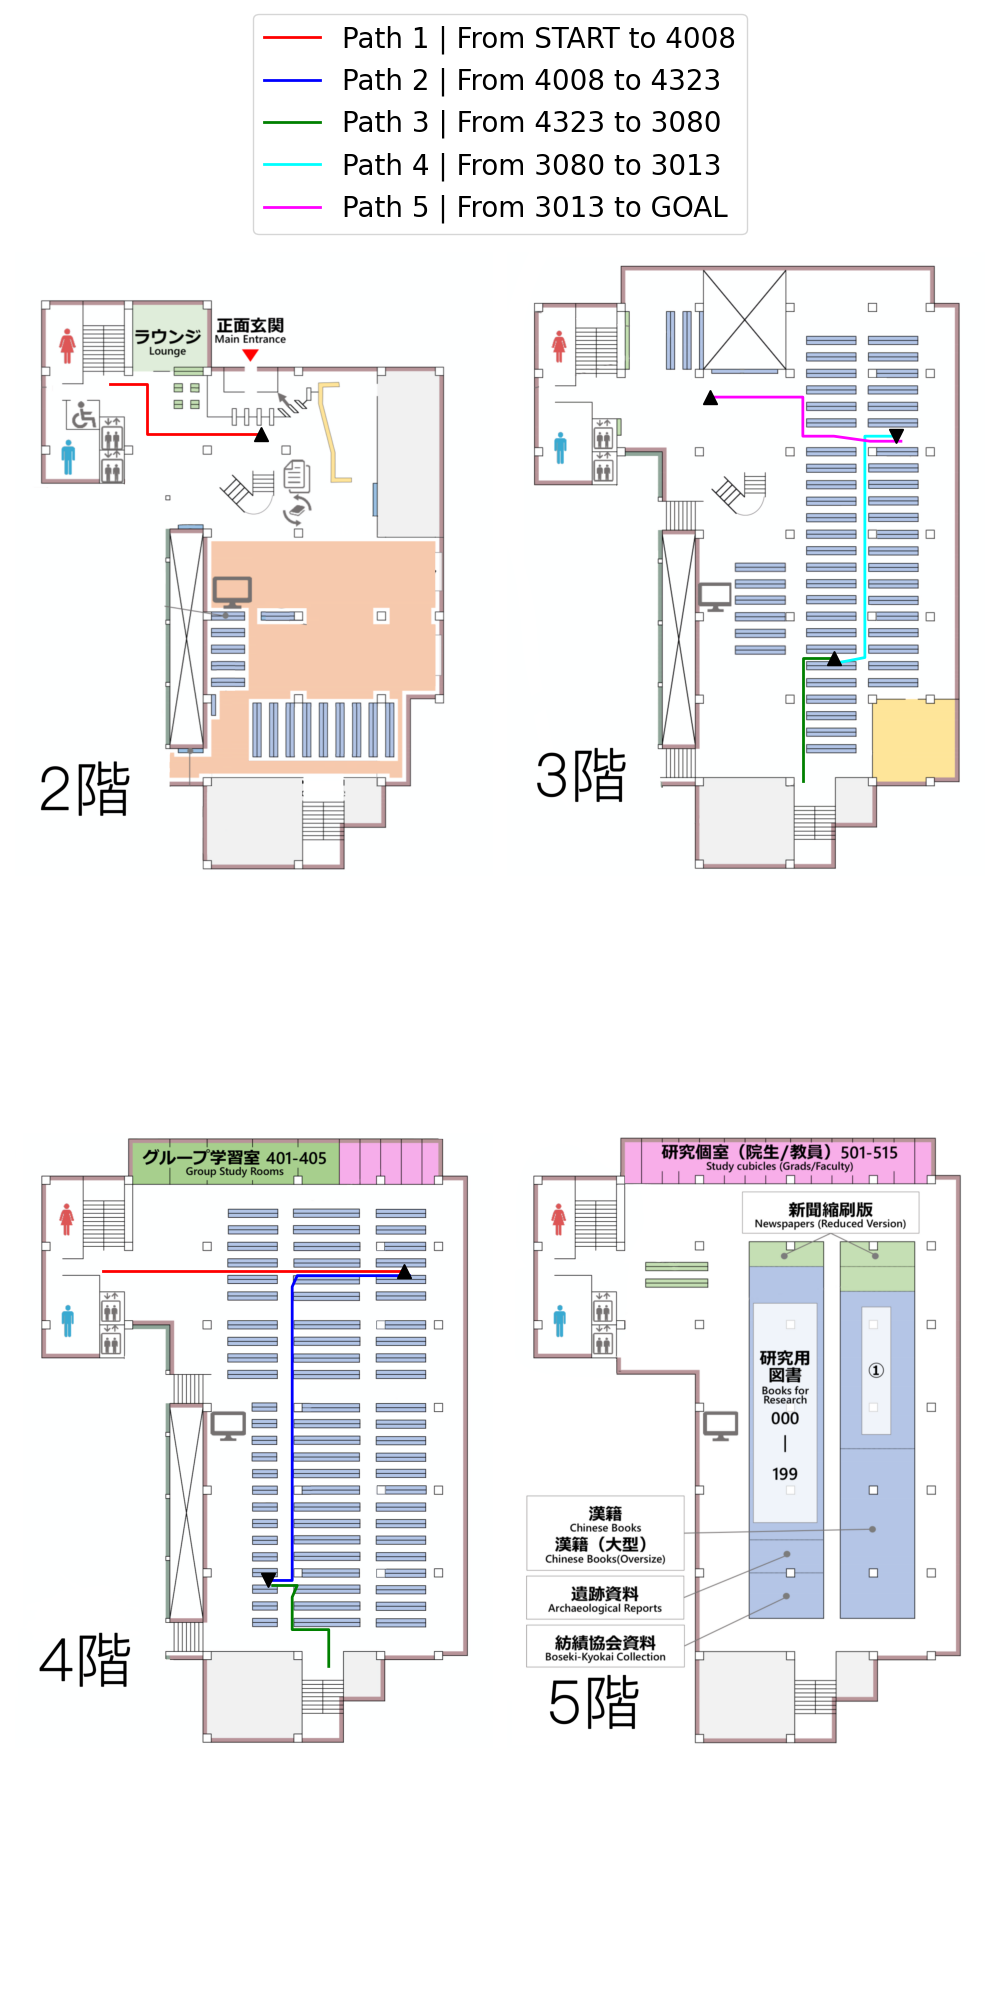 Path 1 | From START to 4008
Path 2 | From 4008 to 4323
Path 3 | From 4323 to 3080
Path 4 | From 3080 to 3013
Path 5 | From 3013 to GOAL
ラウンジ
Lounge
正面玄関
Main Entrance
2階
3階
グループ学習室 401-405
Group Study Rooms
4階
研究個室（院生/教員）501-515
Study cubicles (Grads/Faculty)
新聞縮刷版
Newspapers (Reduced Version)
研究用
図書
Books for
Research
000
|
199
①
漢籍
Chinese Books
漢籍（大型）
Chinese Books(Oversize)
遺跡資料
Archaeological Reports
紡績協会資料
Boseki-Kyokai Collection
5階